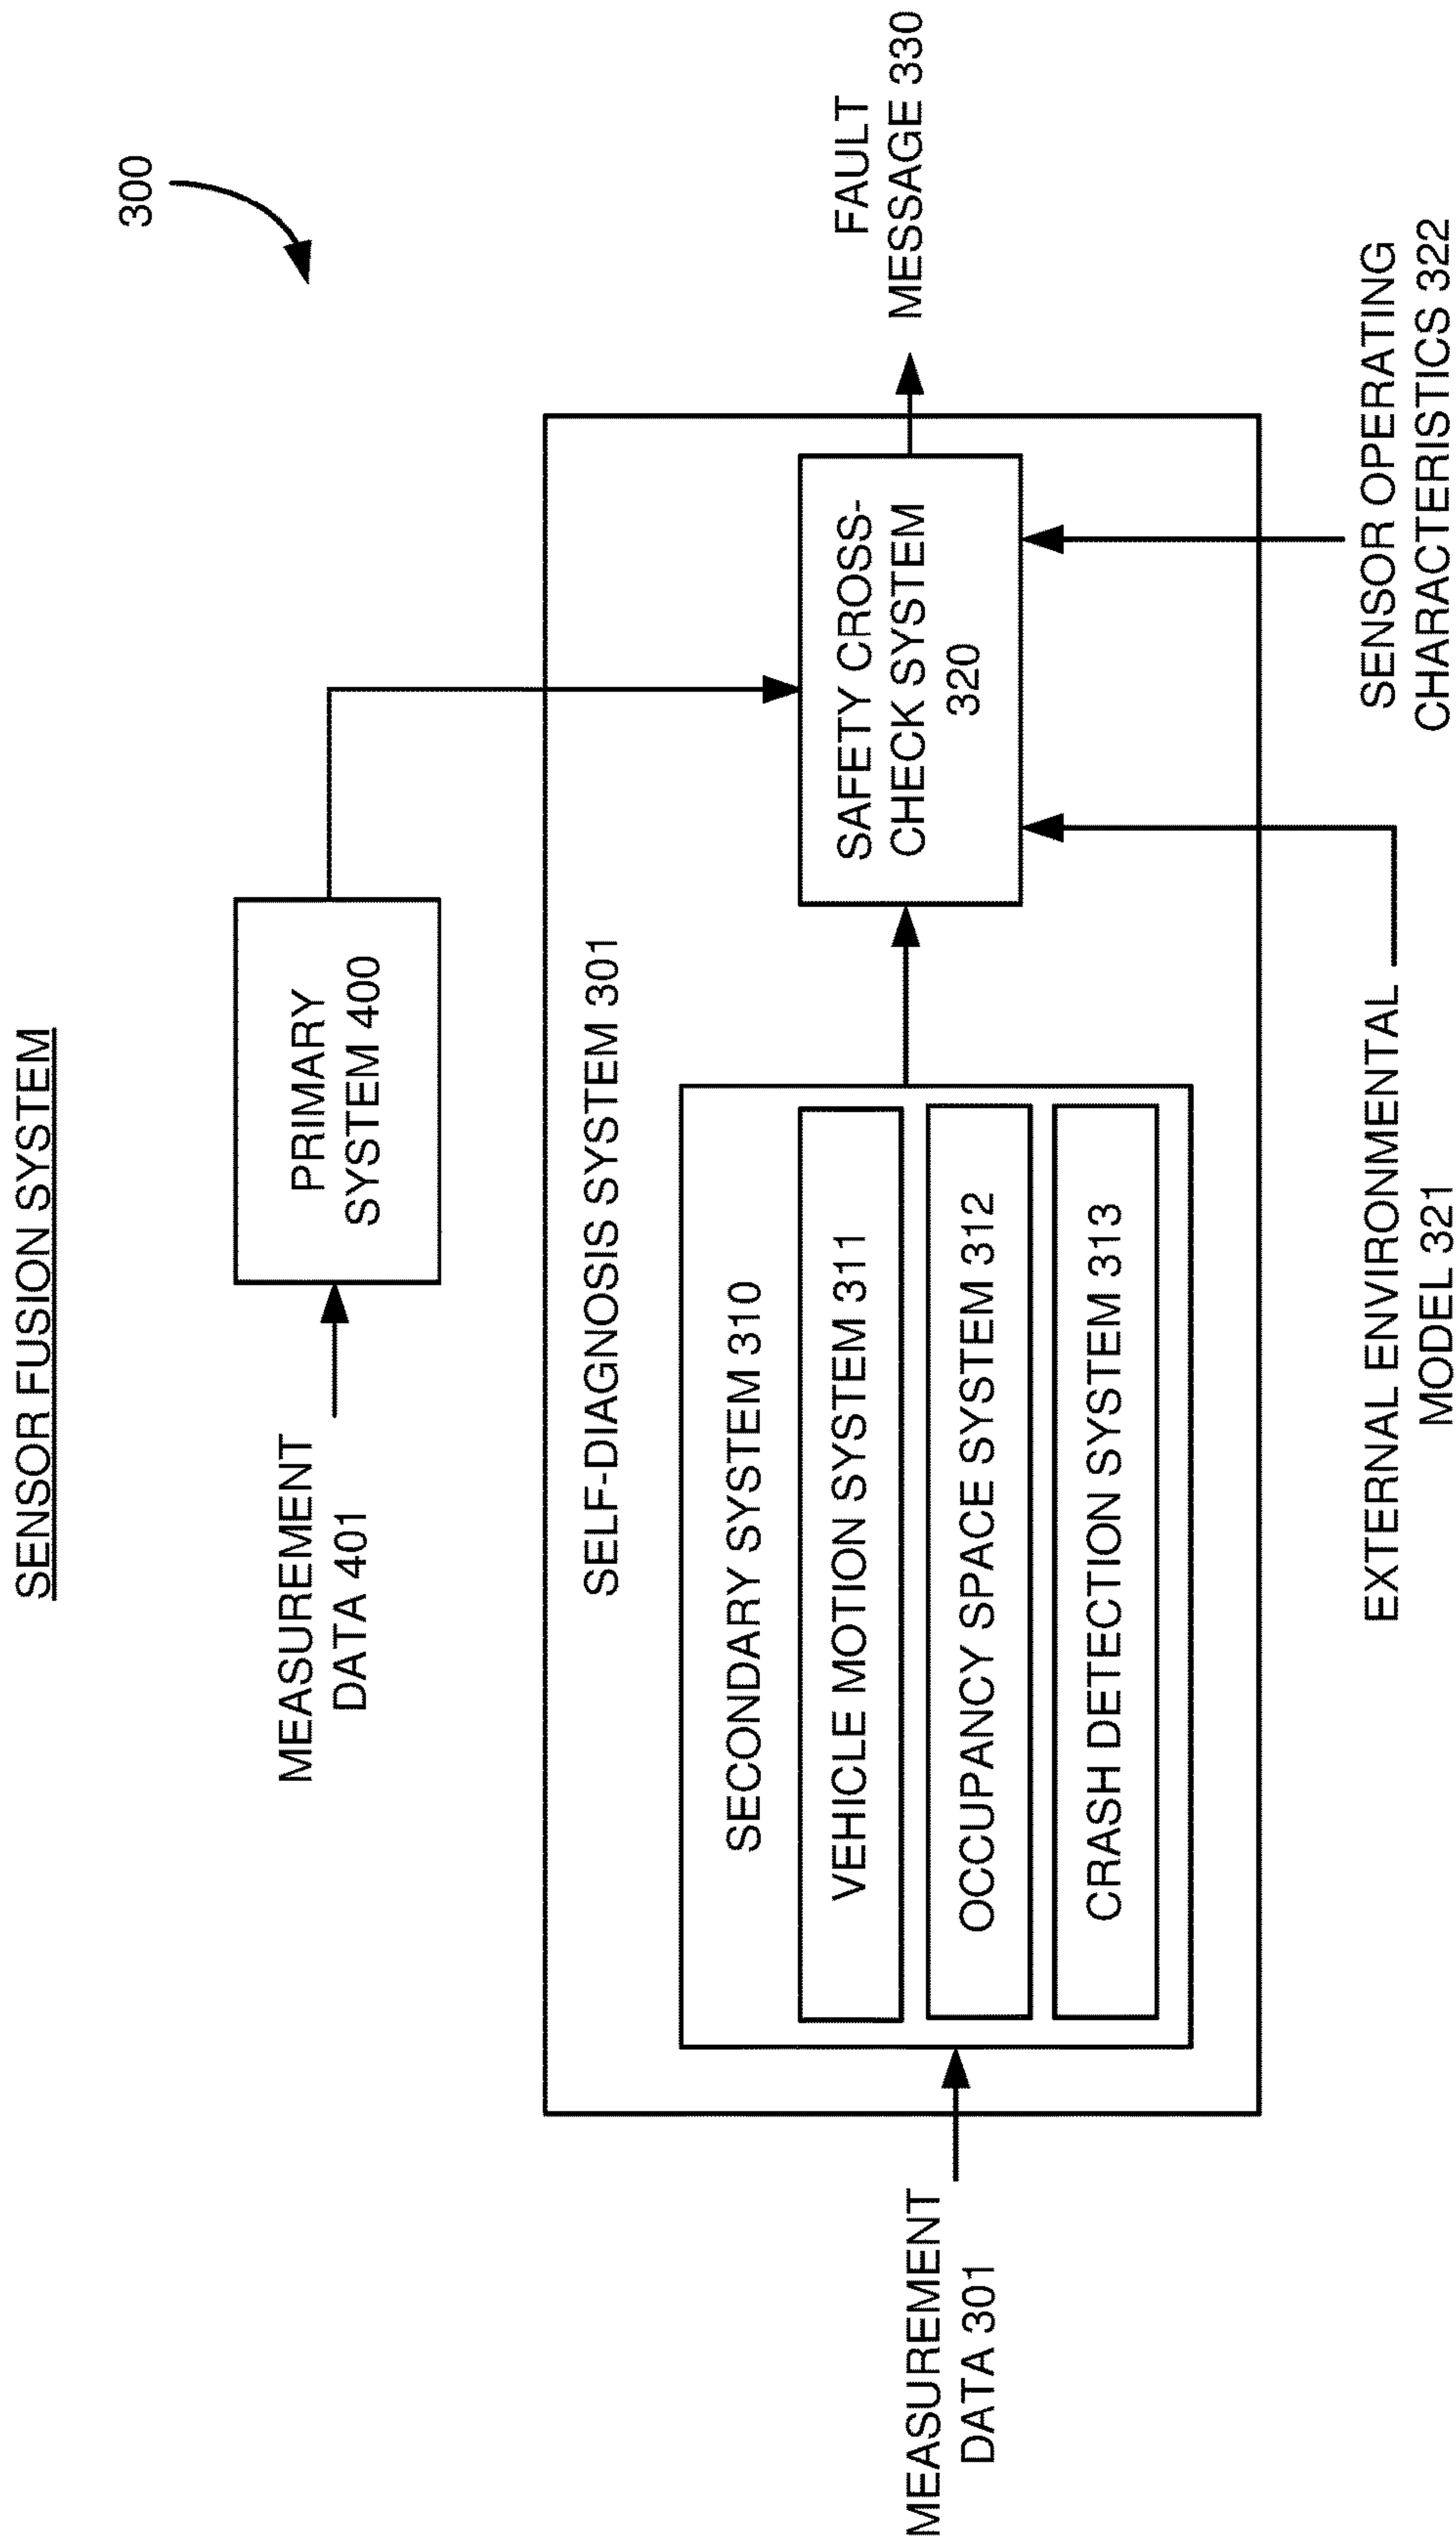 SENSOR FUSION SYSTEM
300
MEASUREMENT
DATA 401
PRIMARY
SYSTEM 400
SELF-DIAGNOSIS SYSTEM 301
SECONDARY SYSTEM 310
VEHICLE MOTION SYSTEM 311
OCCUPANCY SPACE SYSTEM 312
CRASH DETECTION SYSTEM 313
MEASUREMENT
DATA 301
SAFETY CROSS-
CHECK SYSTEM
320
FAULT
MESSAGE 330
EXTERNAL ENVIRONMENTAL
MODEL 321
SENSOR OPERATING
CHARACTERISTICS 322